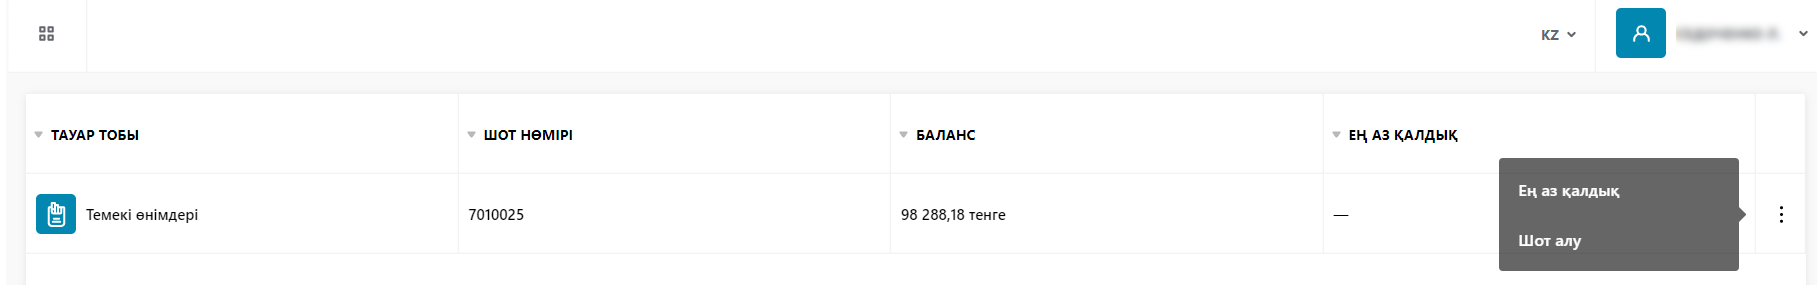 KZ
ТАУАР ТОБЫ
ШОТ НӨМІРІ
БАЛАНС
ЕҢ АЗ ҚАЛДЫҚ
Темекі өнімдері
7010025
98 288,18 тенге
—
Ең аз қалдық
Шот алу